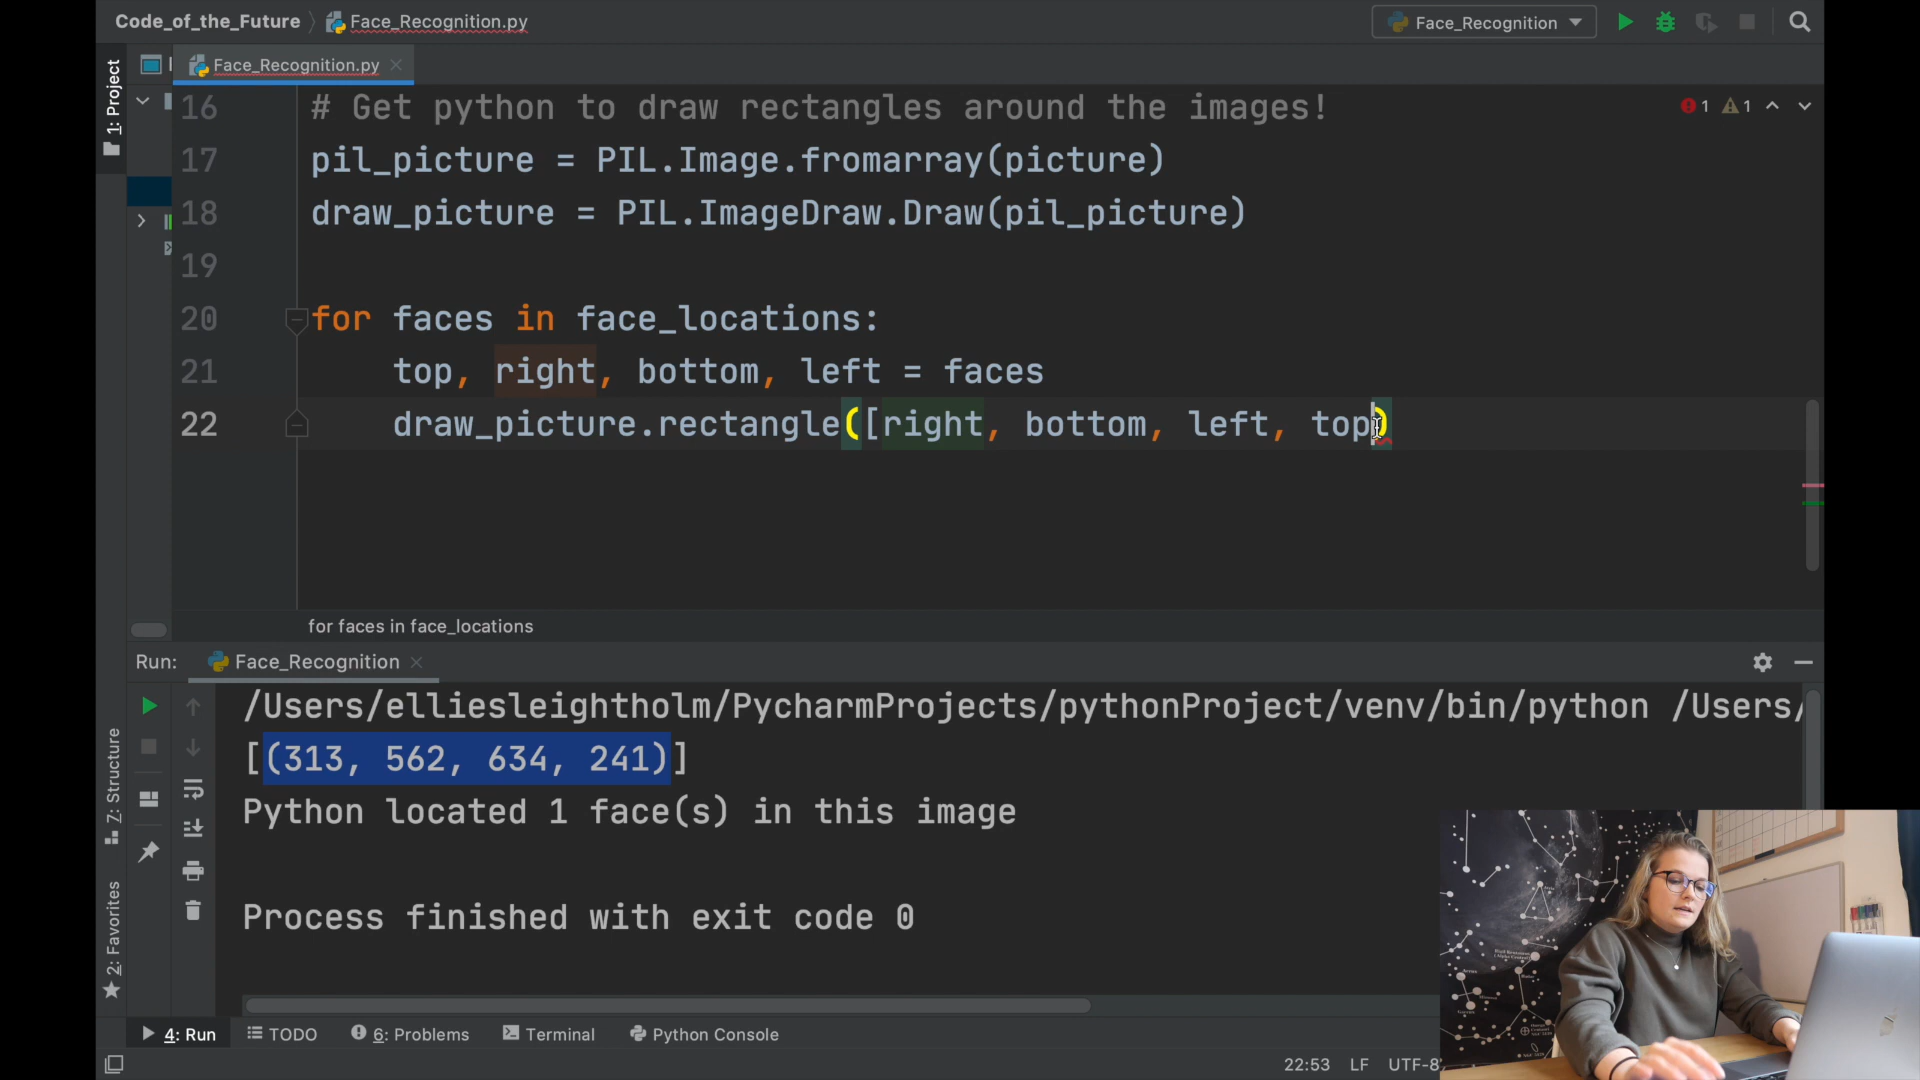 Code_of_the_Future Face_Recognition.py Face_Recognition
1: Project
Face_Recognition.py
16 # Get python to draw rectangles around the images! 1 1
17 pil_picture = PIL.Image.fromarray(picture)
18 draw_picture = PIL.ImageDraw.Draw(pil_picture)
19
20 for faces in face_locations:
21 top, right, bottom, left = faces
22 draw_picture.rectangle([right, bottom, left, top)
for faces in face_locations
Run: Face_Recognition
/Users/elliesleightholm/PycharmProjects/pythonProject/venv/bin/python /Users/
[(313, 562, 634, 241)]
Python located 1 face(s) in this image
Process finished with exit code 0
7: Structure
2: Favorites
4: Run TODO 6: Problems Terminal Python Console
22:53 LF UTF-8